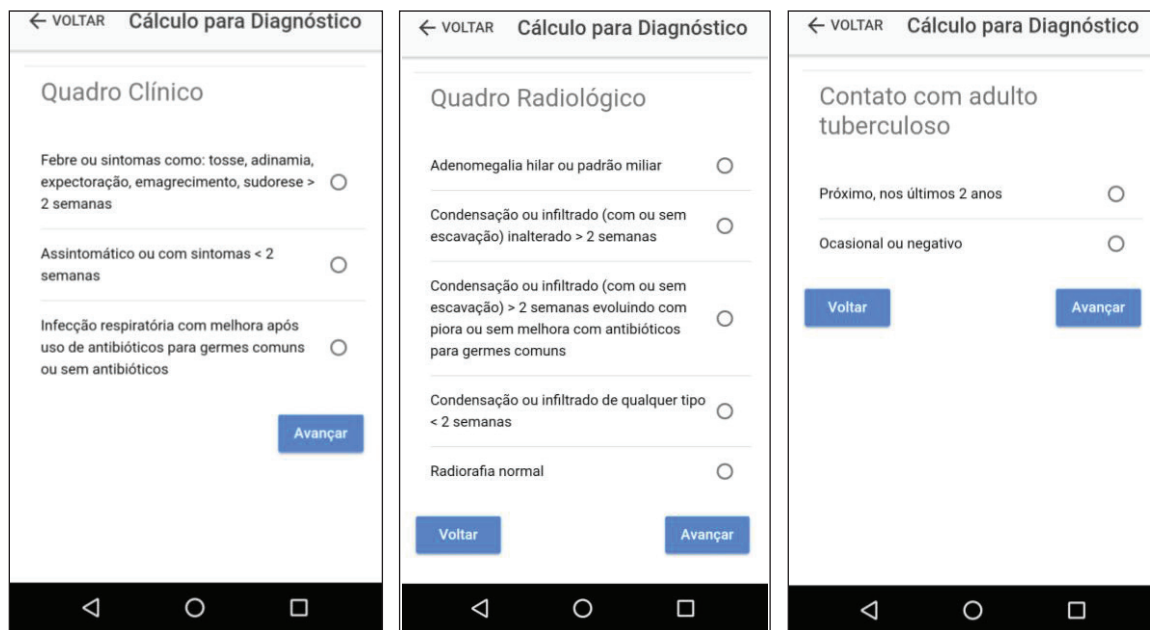 ← VOLTAR Cálculo para Diagnóstico
Quadro Clínico
Febre ou sintomas como: tosse, adinamia,
expectoração, emagrecimento, sudorese >
2 semanas
Assintomático ou com sintomas < 2
semanas
Infecção respiratória com melhora após
uso de antibióticos para germes comuns
ou sem antibióticos
Avançar
← VOLTAR Cálculo para Diagnóstico
Quadro Radiológico
Adenomegalia hilar ou padrão miliar
Condensação ou infiltrado (com ou sem
escavação) inalterado > 2 semanas
Condensação ou infiltrado (com ou sem
escavação) > 2 semanas evoluindo com
piora ou sem melhora com antibióticos
para germes comuns
Condensação ou infiltrado de qualquer tipo
< 2 semanas
Radiorafia normal
Voltar Avançar
← VOLTAR Cálculo para Diagnóstico
Contato com adulto
tuberculoso
Próximo, nos últimos 2 anos
Ocasional ou negativo
Voltar Avançar